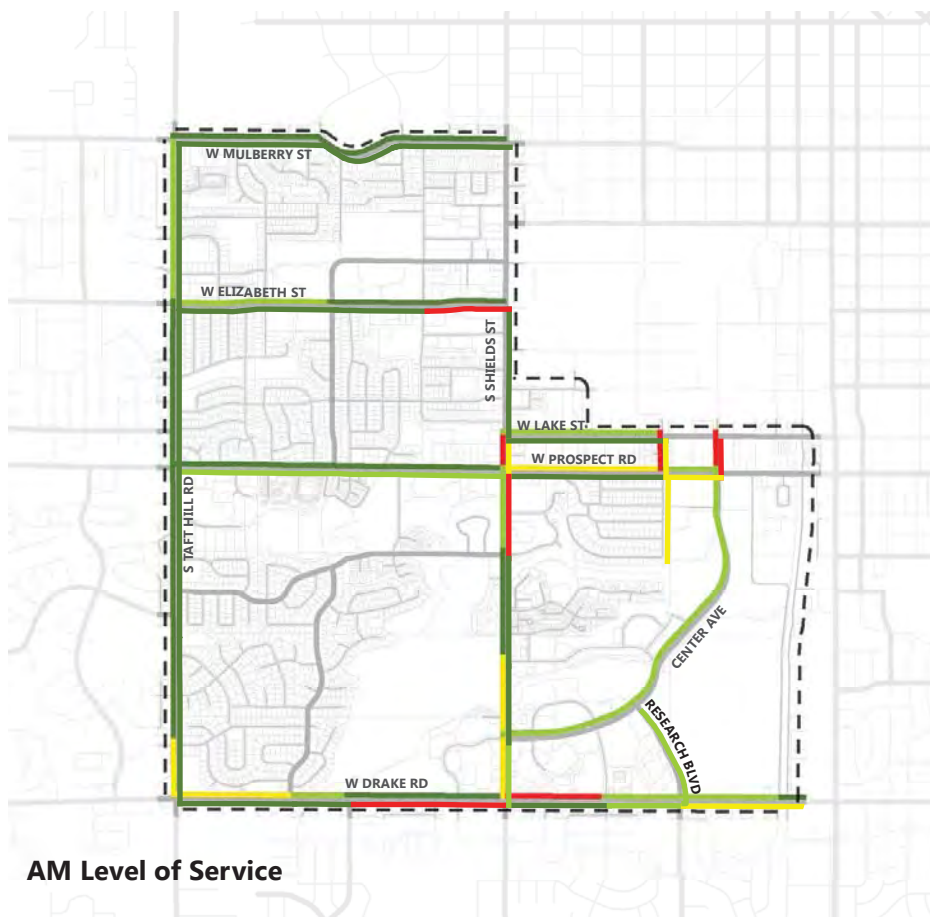 W MULBERRY ST
W ELIZABETH ST
S SHIELDS ST
W LAKE ST
W PROSPECT RD
S TAFT HILL RD
CENTER AVE
RESEARCH BLVD
W DRAKE RD
AM Level of Service